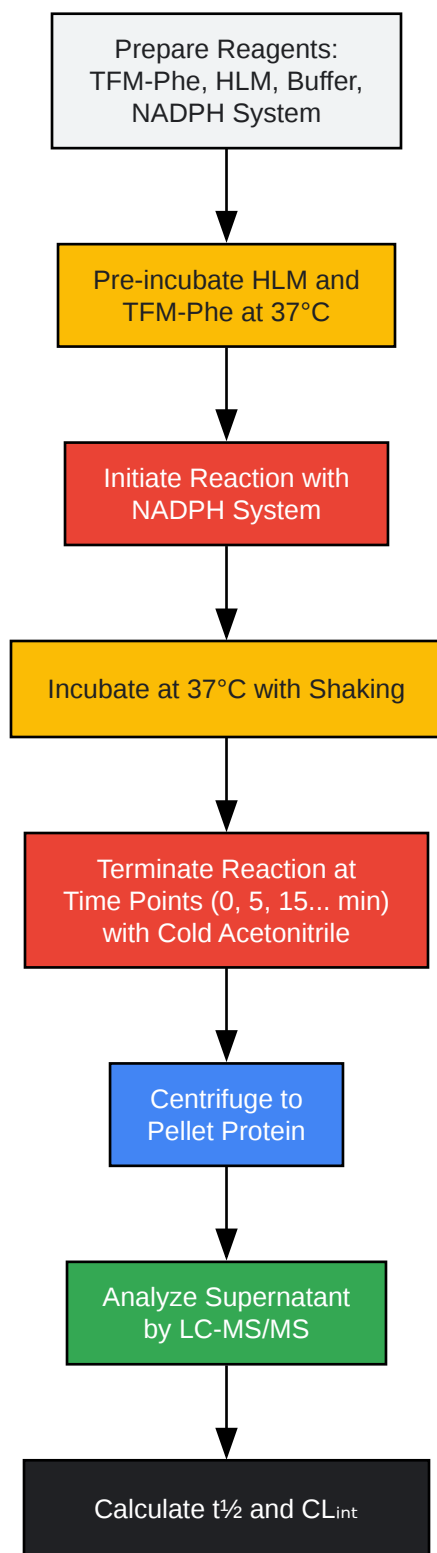 Prepare Reagents:
TFM-Phe, HLM, Buffer,
NADPH System
Pre-incubate HLM and
TFM-Phe at 37°C
Initiate Reaction with
NADPH System
Incubate at 37°C with Shaking
Terminate Reaction at
Time Points (0, 5, 15... min)
with Cold Acetonitrile
Centrifuge to
Pellet Protein
Analyze Supernatant
by LC-MS/MS
Calculate t½ and CLᵢₙₜ